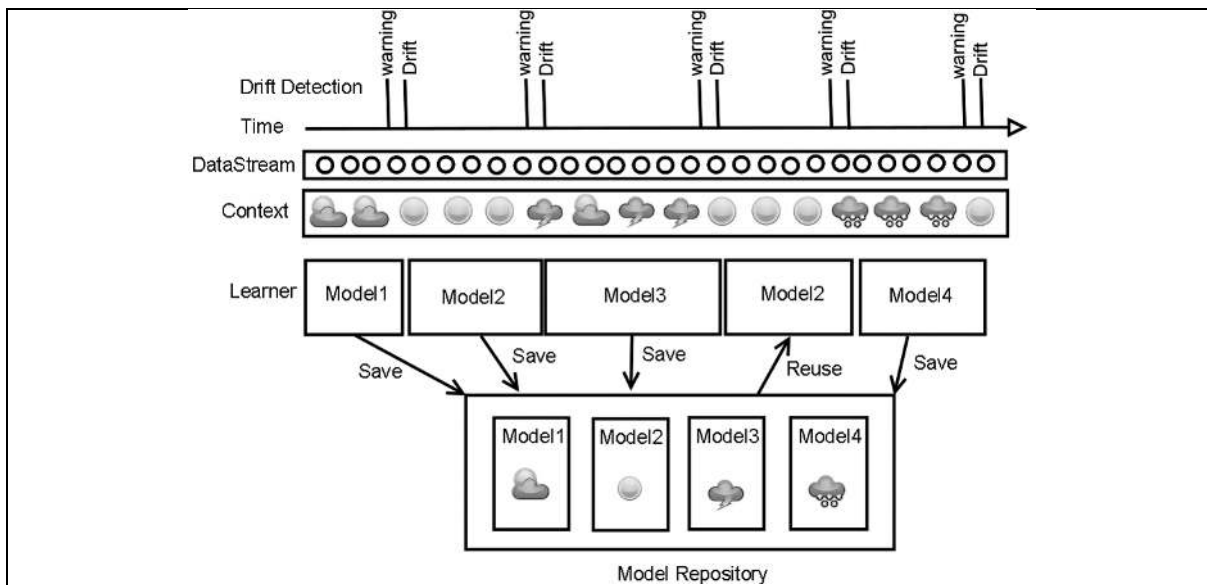 warning Drift warning Drift warning Drift warning Drift warning Drift
Drift Detection
Time
DataStream
Context
Learner Model1 Model2 Model3 Model2 Model4
Save Save Save Reuse Save
Model1 Model2 Model3 Model4
Model Repository